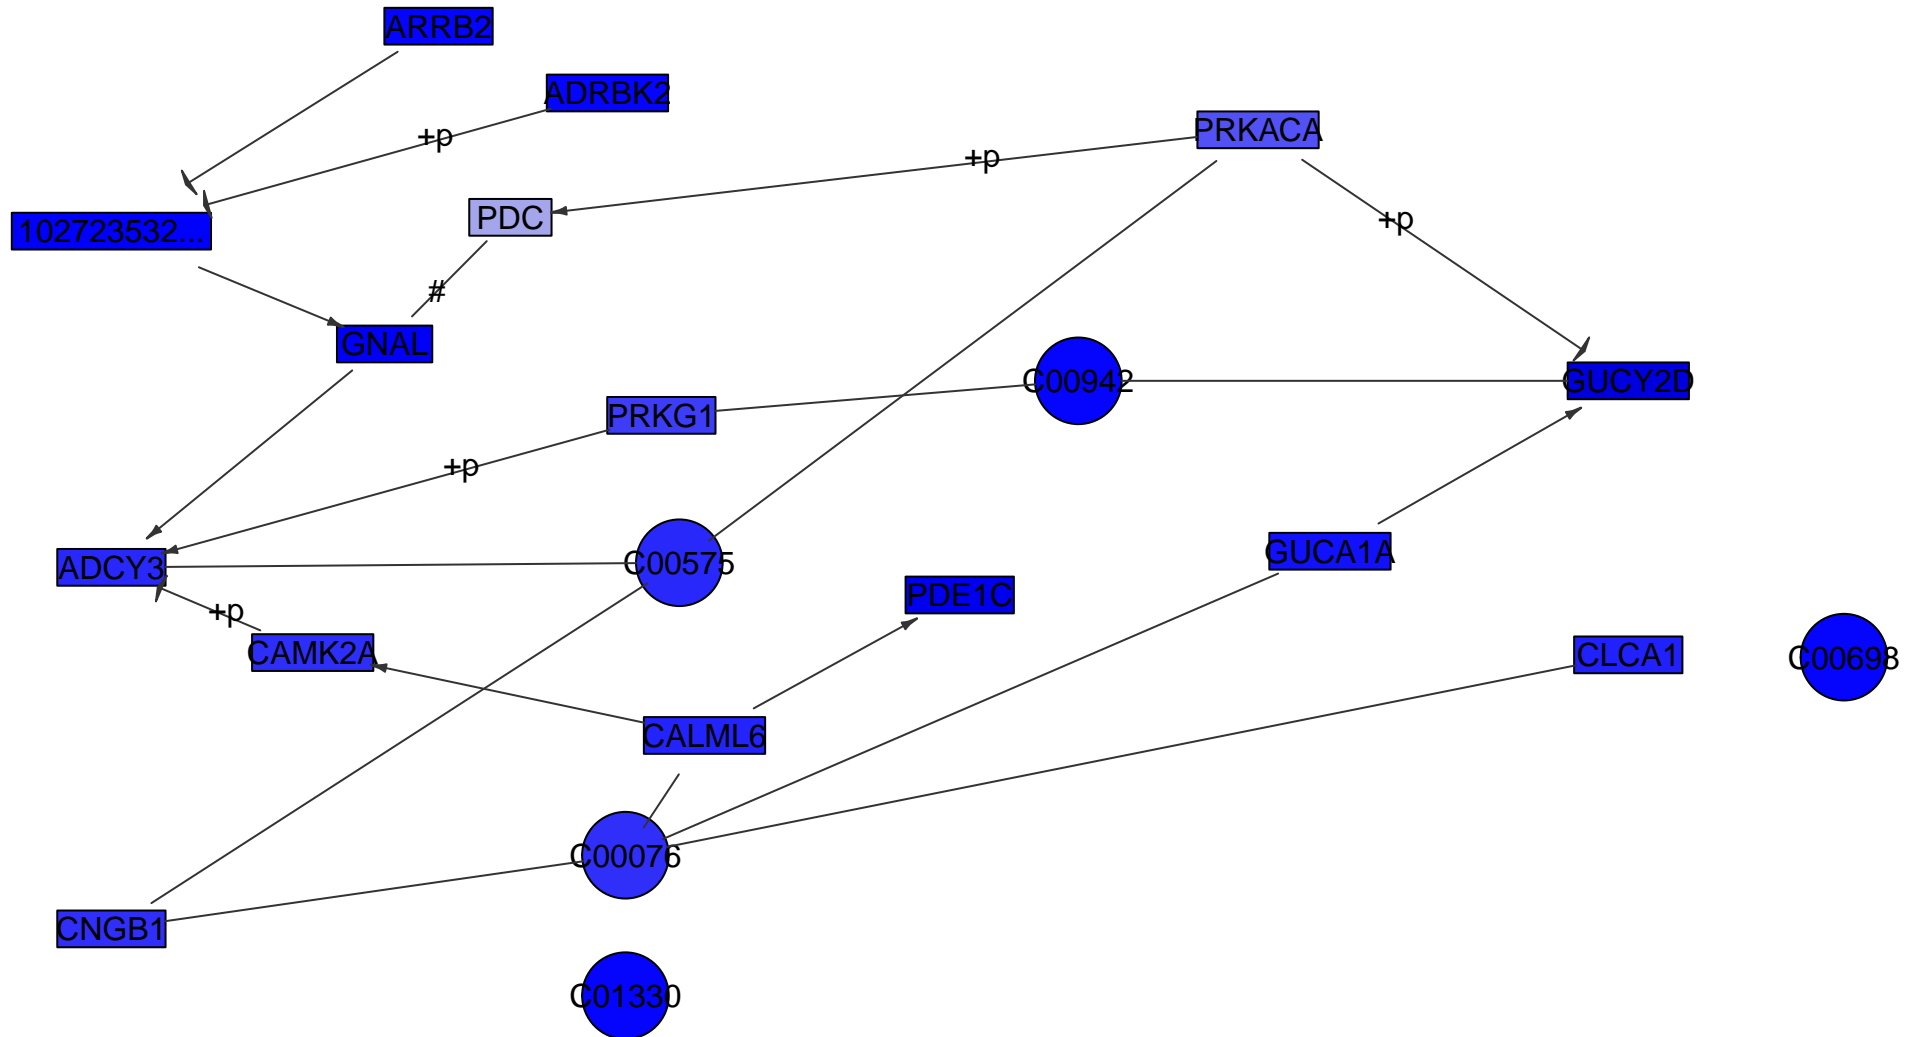 ARRB2
ADRBK2
+p
PRKACA
+p
102723532...
PDC
+p
#
GNAL
C00942
GUCY2D
PRKG1
+p
ADCY3
C00575
GUCA1A
PDE1C
+p
CAMK2A
CLCA1
C00698
CALML6
C00076
CNGB1
C01330